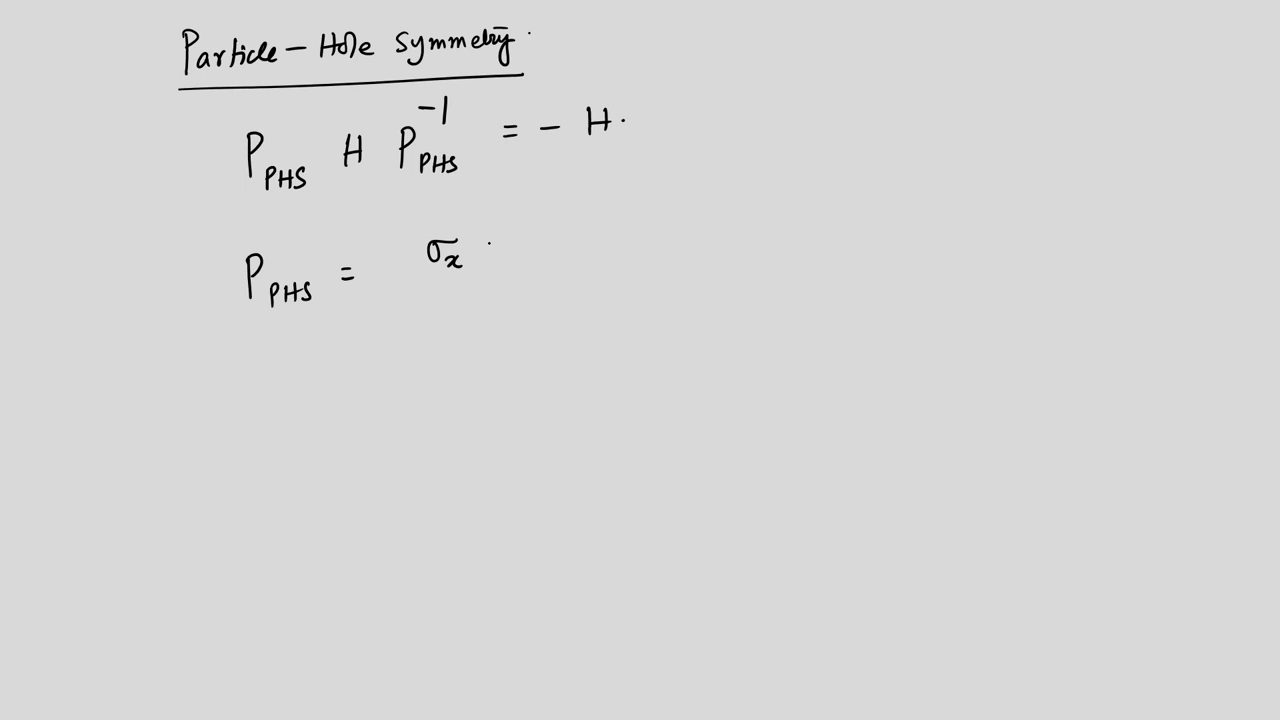 Particle - Hole Symmetry.
P_PHS H P_PHS^-1 = - H.
P_PHS = σ_x .